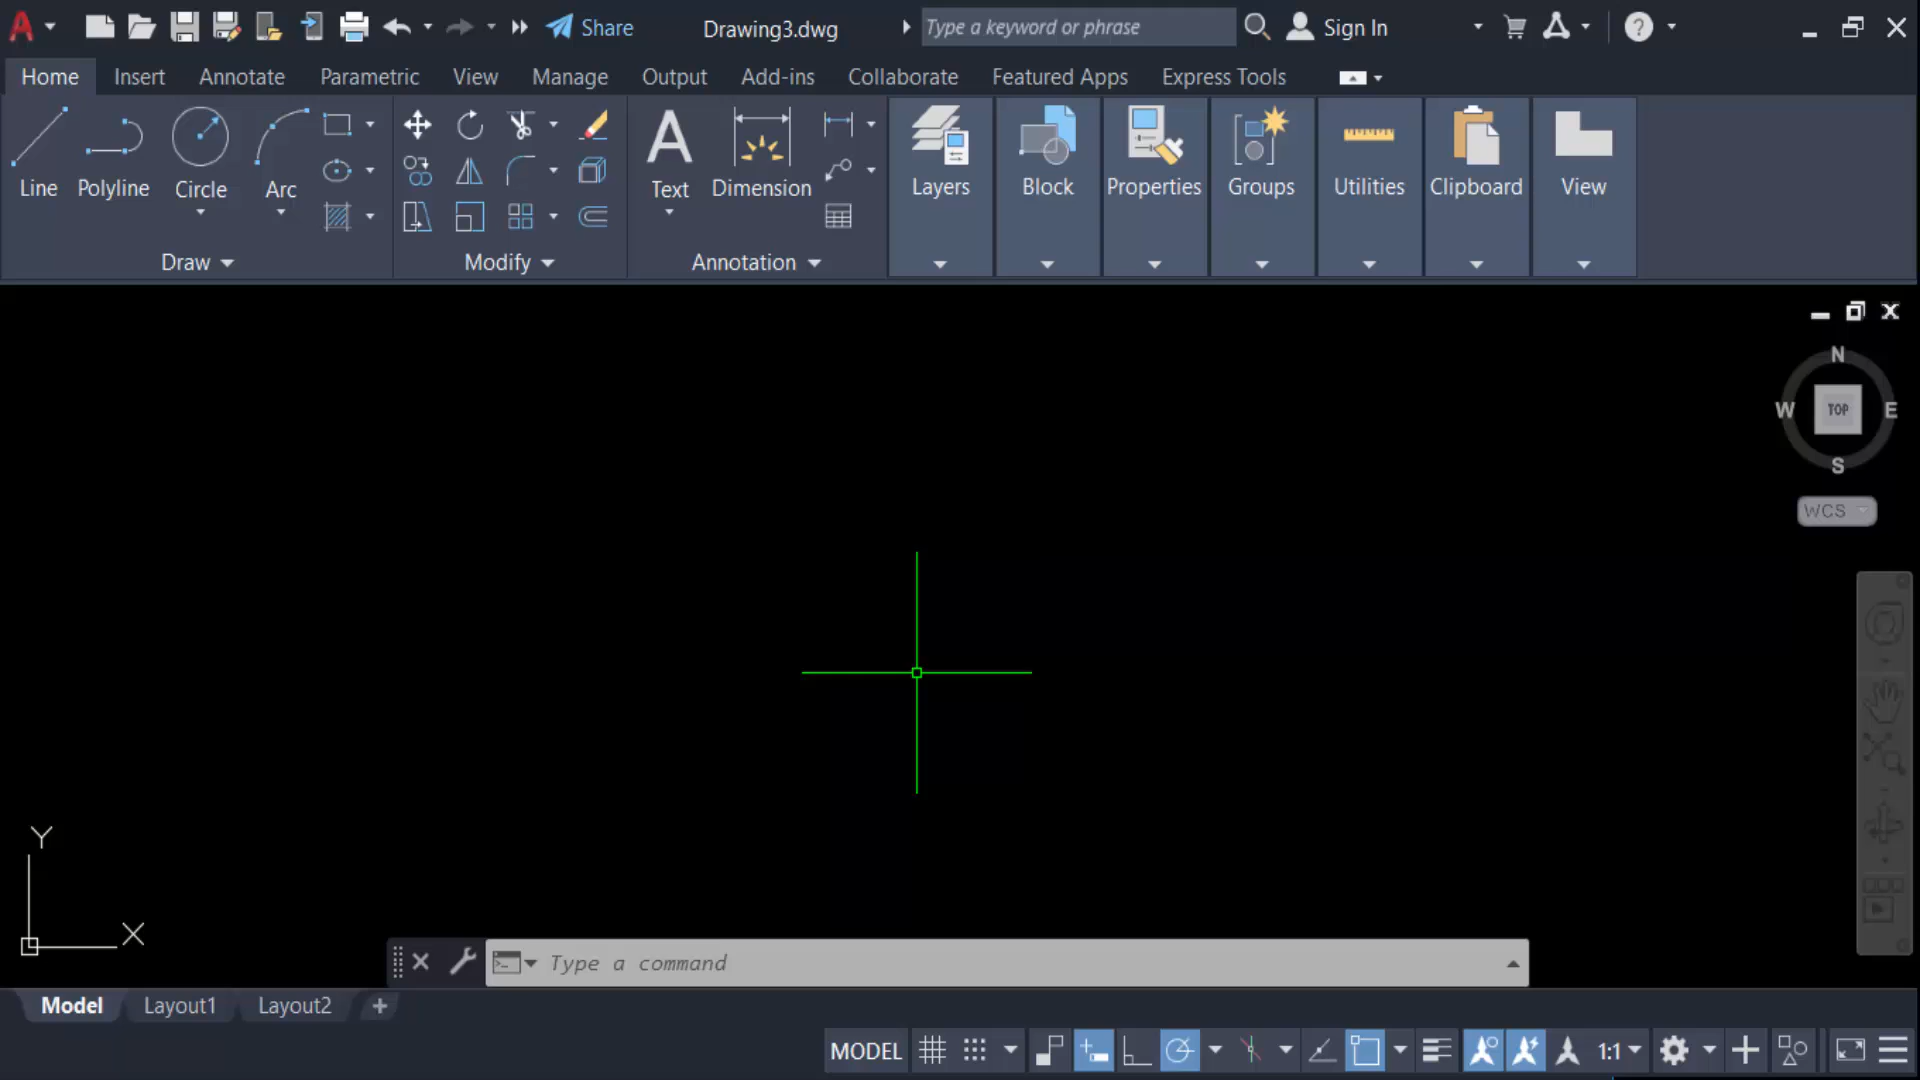 Share
Drawing3.dwg
Type a keyword or phrase
Sign In
Home Insert Annotate Parametric View Manage Output Add-ins Collaborate Featured Apps Express Tools
Line Polyline Circle Arc
Text Dimension
Layers Block Properties Groups Utilities Clipboard View
Draw Modify Annotation
N
W TOP E
S
WCS
Y
X
Type a command
Model Layout1 Layout2
MODEL 1:1